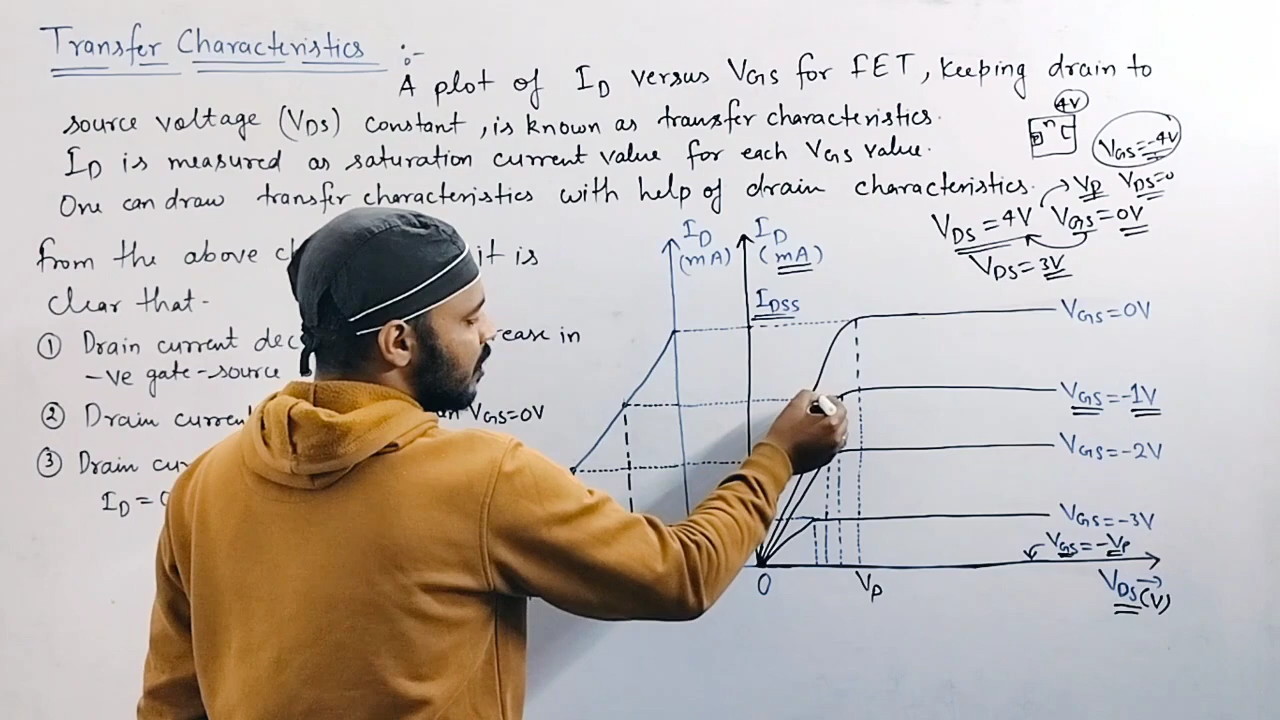 Transfer Characteristics :-
A plot of ID versus VGS for FET, keeping drain to
source voltage (VDS) constant, is known as transfer characteristics.
ID is measured as saturation current value for each VGS value.
One can draw transfer characteristics with help of drain characteristics.
4V
VGS=-4V
VP VDS=0
VDS=4V VGS=0V
VDS=3V
from the above it is
clear that-
① Drain current in
-ve gate-source
② Drain current VGS=0V
③ Drain
ID=
ID
(mA)
ID
(mA)
IDSS
VGS=0V
VGS=-1V
VGS=-2V
VGS=-3V
VGS=-VP
0
VP
VDS(V)